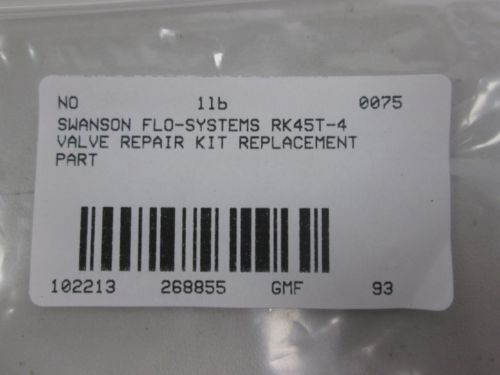 NO 1lb 0075
SWANSON FLO-SYSTEMS RK45T-4
VALVE REPAIR KIT REPLACEMENT
PART
102213 268855 GMF 93